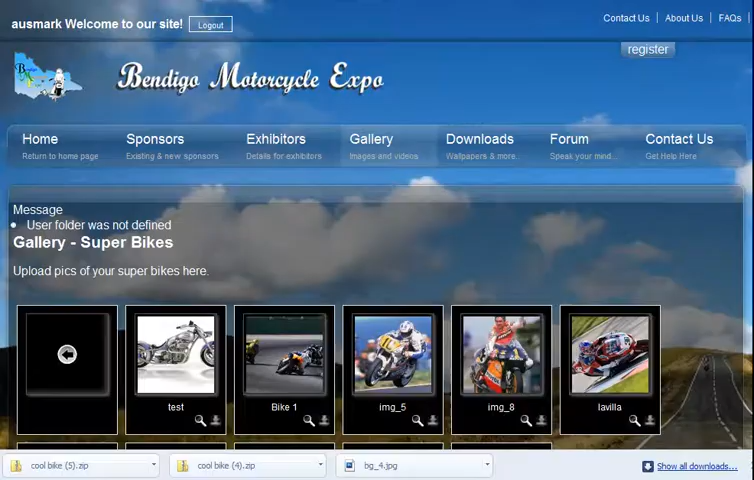 ausmark Welcome to our site! Logout
Contact Us About Us FAQs
register
Bendigo Motorcycle Expo
Home Sponsors Exhibitors Gallery Downloads Forum Contact Us
Return to home page Existing & new sponsors Details for exhibitors Images and videos Wallpapers & more.. Speak your mind... Get Help Here
Message
User folder was not defined
Gallery - Super Bikes
Upload pics of your super bikes here.
test Bike 1 img_5 img_8 lavilla
cool bike (5).zip cool bike (4).zip bg_4.jpg Show all downloads...